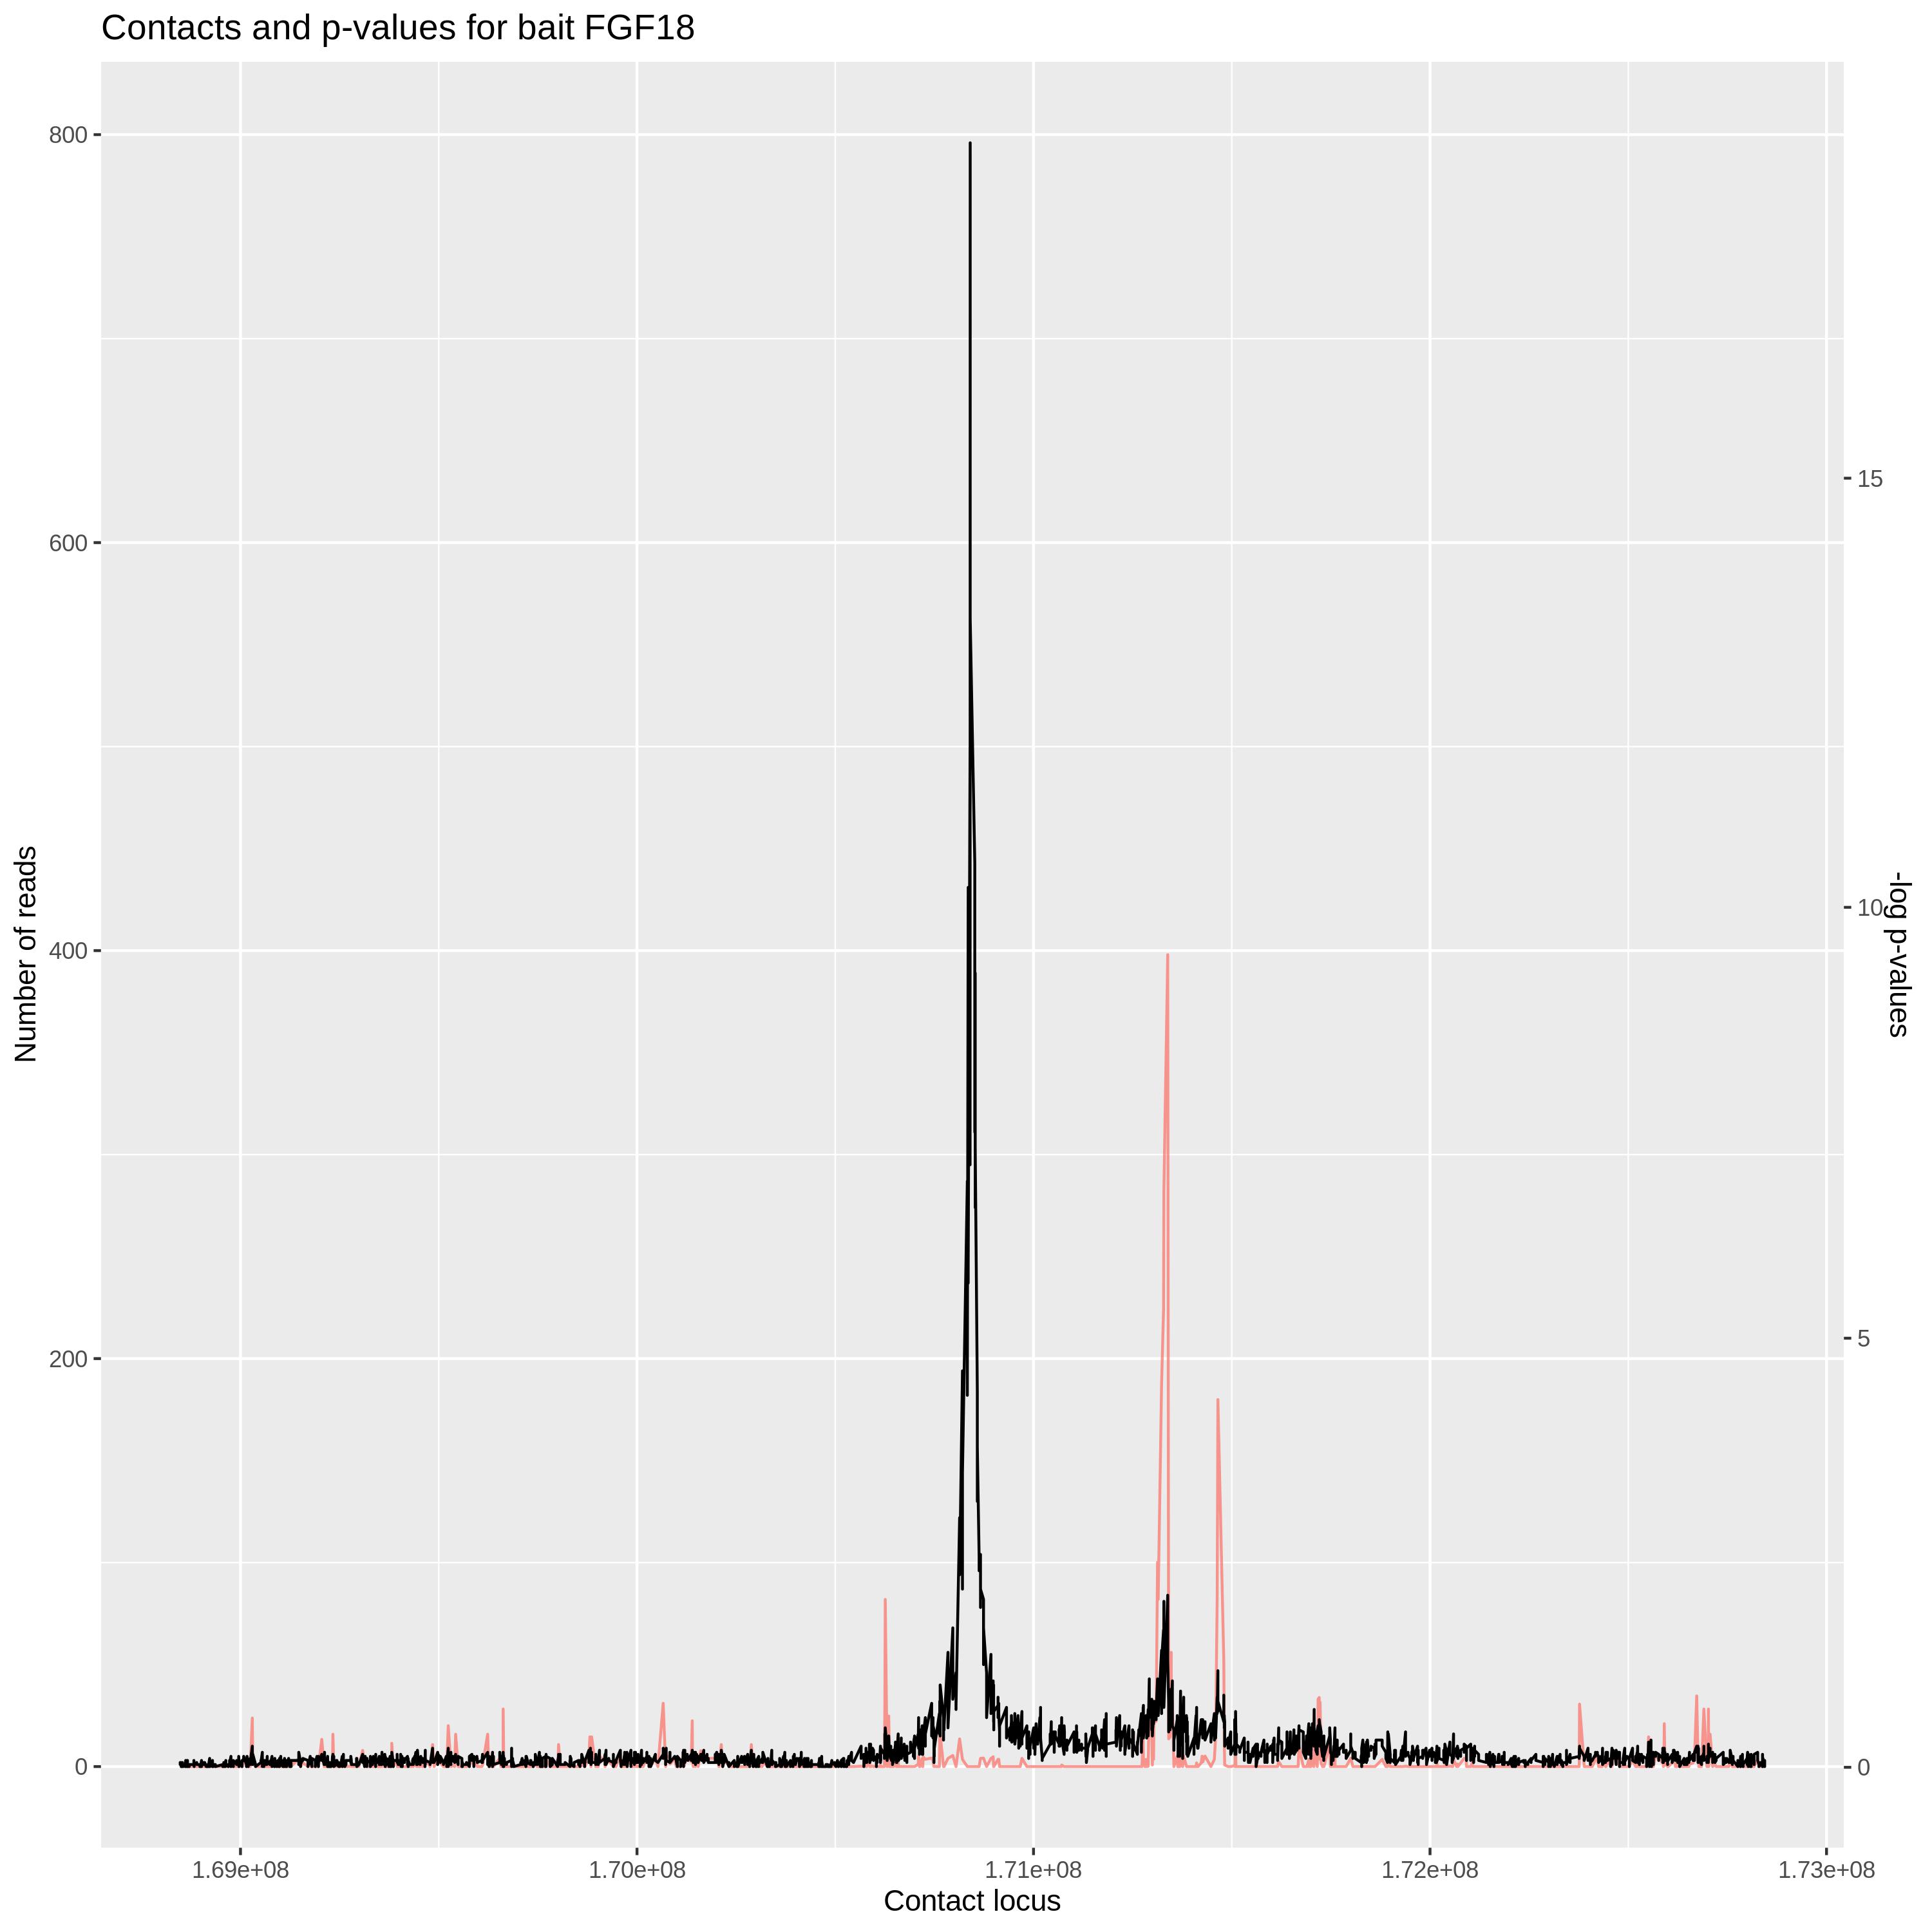 Contacts and p-values for bait FGF18
800
600
400
200
0
Number of reads
15
10
5
0
-log p-values
1.69e+08
1.70e+08
1.71e+08
1.72e+08
1.73e+08
Contact locus